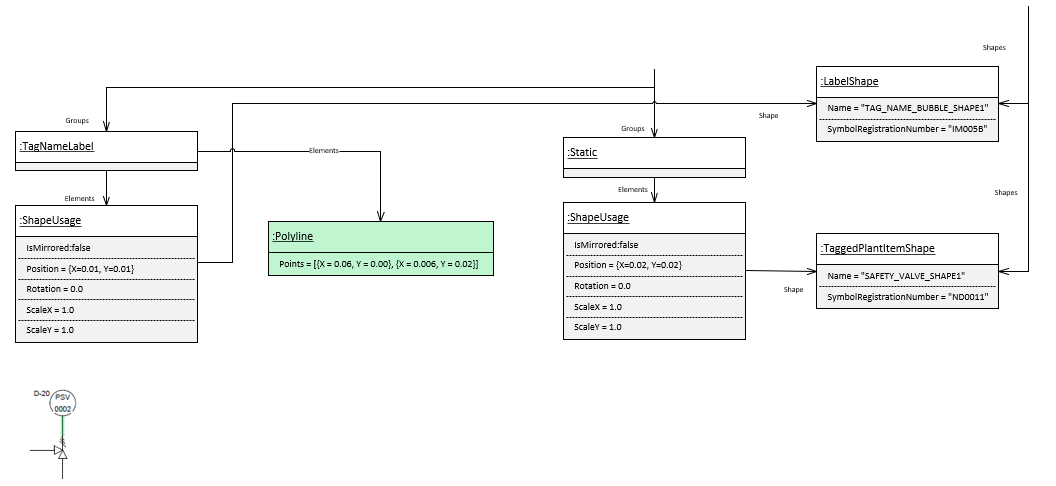 Shapes
:LabelShape
Name = "TAG_NAME_BUBBLE_SHAPE1"
SymbolRegistrationNumber = "IM005B"
Shape
Groups
:TagNameLabel
Elements
Groups
:Static
Elements
Elements
:ShapeUsage
IsMirrored:false
Position = {X=0.01, Y=0.01}
Rotation = 0.0
ScaleX = 1.0
ScaleY = 1.0
:Polyline
Points = [{X = 0.06, Y = 0.00}, {X = 0.006, Y = 0.02}]
:ShapeUsage
IsMirrored:false
Position = {X=0.02, Y=0.02}
Rotation = 0.0
ScaleX = 1.0
ScaleY = 1.0
Shapes
:TaggedPlantItemShape
Name = "SAFETY_VALVE_SHAPE1"
SymbolRegistrationNumber = "ND0011"
Shape
D-20
PSV
0002